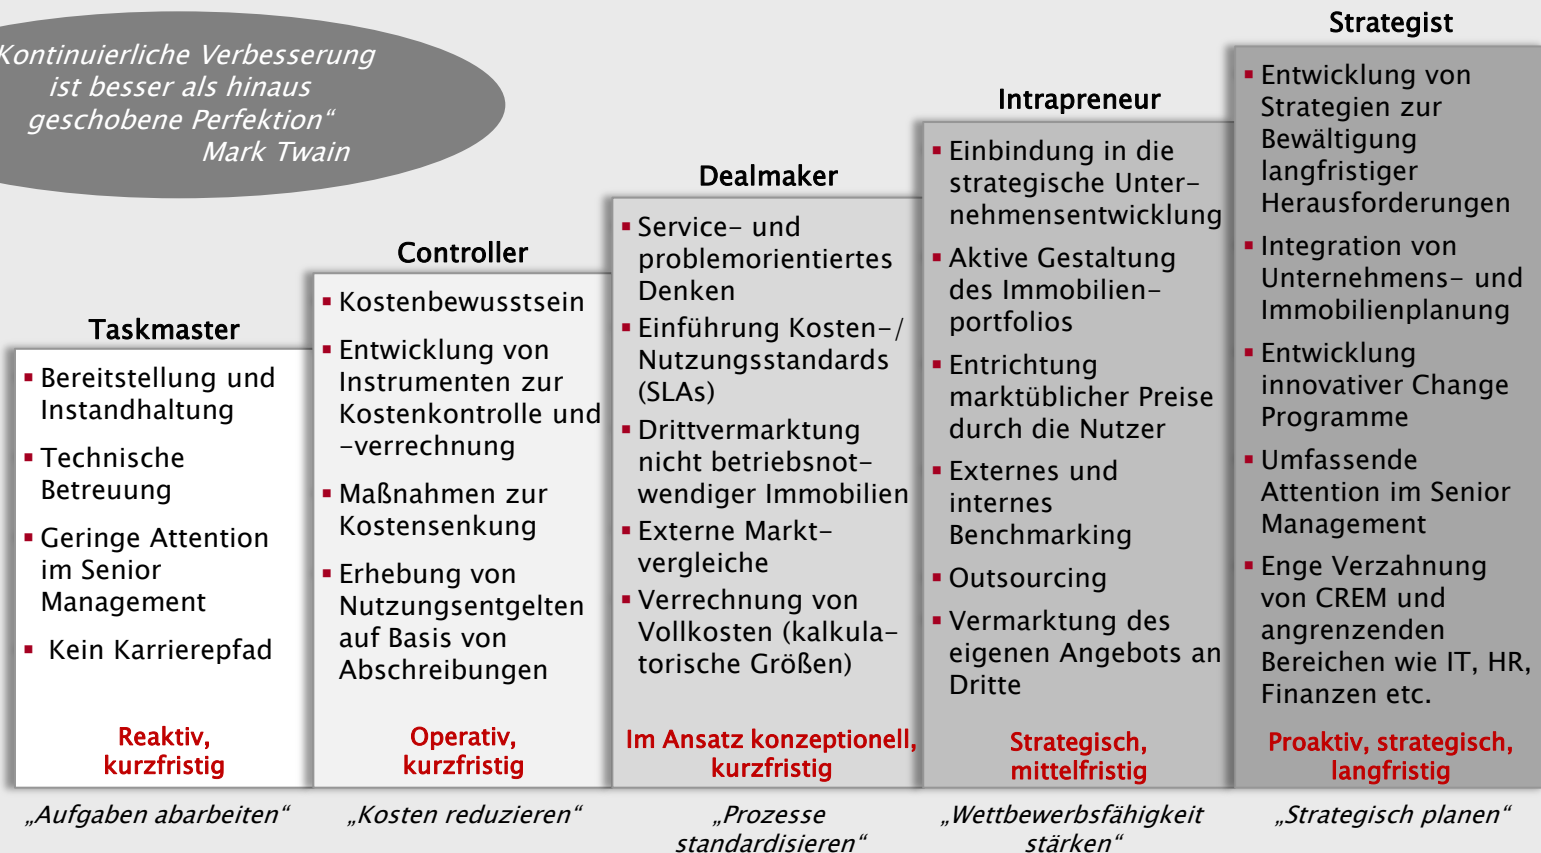 Kontinuierliche Verbesserung
ist besser als hinaus
geschobene Perfektion“
Mark Twain
Taskmaster
Bereitstellung und
Instandhaltung
Technische
Betreuung
Geringe Attention
im Senior
Management
Kein Karrierepfad
Reaktiv,
kurzfristig
„Aufgaben abarbeiten“
Controller
Kostenbewusstsein
Entwicklung von
Instrumenten zur
Kostenkontrolle und
-verrechnung
Maßnahmen zur
Kostensenkung
Erhebung von
Nutzungsentgelten
auf Basis von
Abschreibungen
Operativ,
kurzfristig
„Kosten reduzieren“
Dealmaker
Service- und
problemorientiertes
Denken
Einführung Kosten-/
Nutzungsstandards
(SLAs)
Drittvermarktung
nicht betriebsnot-
wendiger Immobilien
Externe Markt-
vergleiche
Verrechnung von
Vollkosten (kalkula-
torische Größen)
Im Ansatz konzeptionell,
kurzfristig
„Prozesse
standardisieren“
Intrapreneur
Einbindung in die
strategische Unter-
nehmensentwicklung
Aktive Gestaltung
des Immobilien-
portfolios
Entrichtung
marktüblicher Preise
durch die Nutzer
Externes und
internes
Benchmarking
Outsourcing
Vermarktung des
eigenen Angebots an
Dritte
Strategisch,
mittelfristig
„Wettbewerbsfähigkeit
stärken“
Strategist
Entwicklung von
Strategien zur
Bewältigung
langfristiger
Herausforderungen
Integration von
Unternehmens- und
Immobilienplanung
Entwicklung
innovativer Change
Programme
Umfassende
Attention im Senior
Management
Enge Verzahnung
von CREM und
angrenzenden
Bereichen wie IT, HR,
Finanzen etc.
Proaktiv, strategisch,
langfristig
„Strategisch planen“